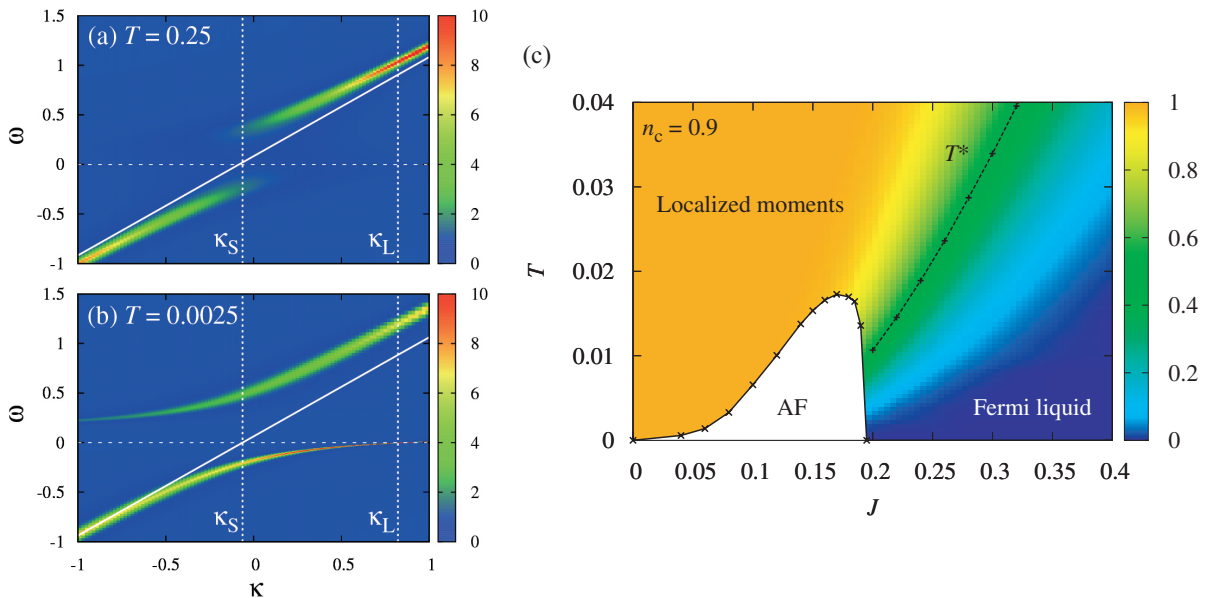 (a) T = 0.25
1.5
1
0.5
0
-0.5
-1
ω
κS
κL
10
8
6
4
2
0
(b) T = 0.0025
1.5
1
0.5
0
-0.5
-1
ω
κS
κL
10
8
6
4
2
0
-1
-0.5
0
0.5
1
κ
(c)
nc = 0.9
T*
Localized moments
AF
Fermi liquid
0.04
0.03
0.02
0.01
0
T
0
0.05
0.1
0.15
0.2
0.25
0.3
0.35
0.4
J
1
0.8
0.6
0.4
0.2
0